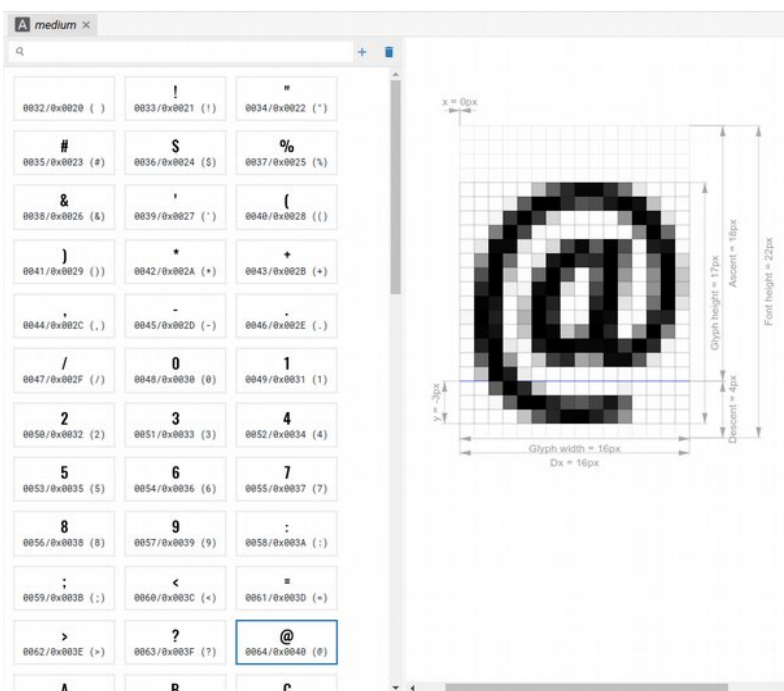 A medium ×
+
!
"
0032/0x0020 ( )
0033/0x0021 (!)
0034/0x0022 (")
#
$
%
0035/0x0023 (#)
0036/0x0024 ($)
0037/0x0025 (%)
&
'
(
0038/0x0026 (&)
0039/0x0027 (')
0040/0x0028 (()
)
*
+
0041/0x0029 ())
0042/0x002A (*)
0043/0x002B (+)
,
-
.
0044/0x002C (,)
0045/0x002D (-)
0046/0x002E (.)
/
0
1
0047/0x002F (/)
0048/0x0030 (0)
0049/0x0031 (1)
2
3
4
0050/0x0032 (2)
0051/0x0033 (3)
0052/0x0034 (4)
5
6
7
0053/0x0035 (5)
0054/0x0036 (6)
0055/0x0037 (7)
8
9
:
0056/0x0038 (8)
0057/0x0039 (9)
0058/0x003A (:)
;
<
=
0059/0x003B (;)
0060/0x003C (<)
0061/0x003D (=)
>
?
@
0062/0x003E (>)
0063/0x003F (?)
0064/0x0040 (@)
A
B
C
x = 0px
@
Glyph height = 17px
Ascent = 18px
Font height = 22px
y = -3px
Descent = 4px
Glyph width = 16px
Dx = 16px